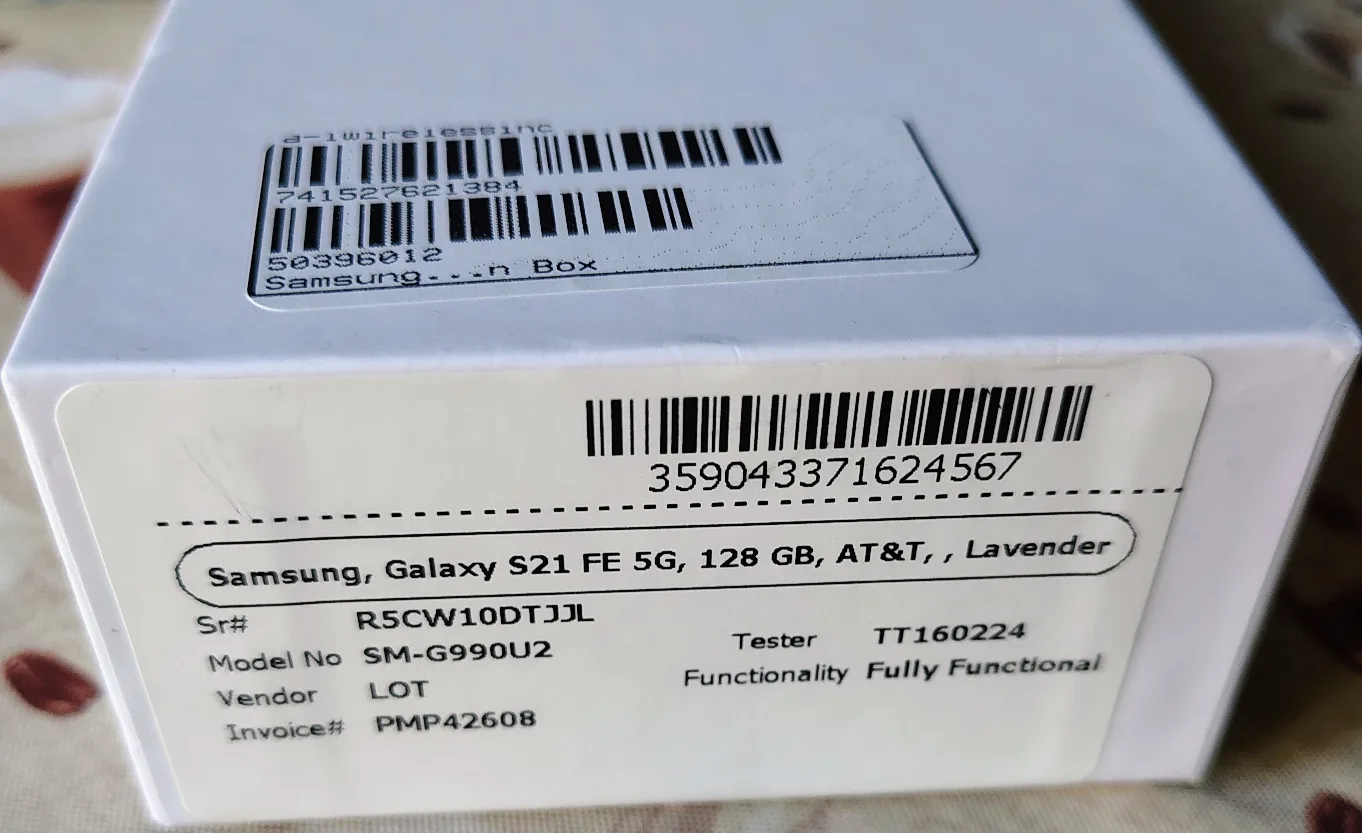 a-1wirelessinc
741527621384
50396012
Samsung...n Box
359043371624567
Samsung, Galaxy S21 FE 5G, 128 GB, AT&T, , Lavender
Sr# R5CW10DTJJL
Model No SM-G990U2
Vendor LOT
Invoice# PMP42608
Tester TT160224
Functionality Fully Functional